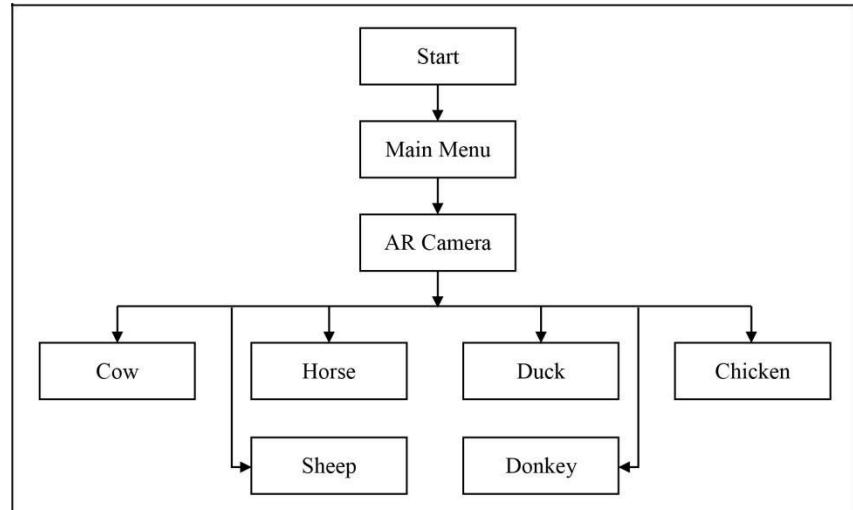 Start
Main Menu
AR Camera
Cow
Horse
Duck
Chicken
Sheep
Donkey